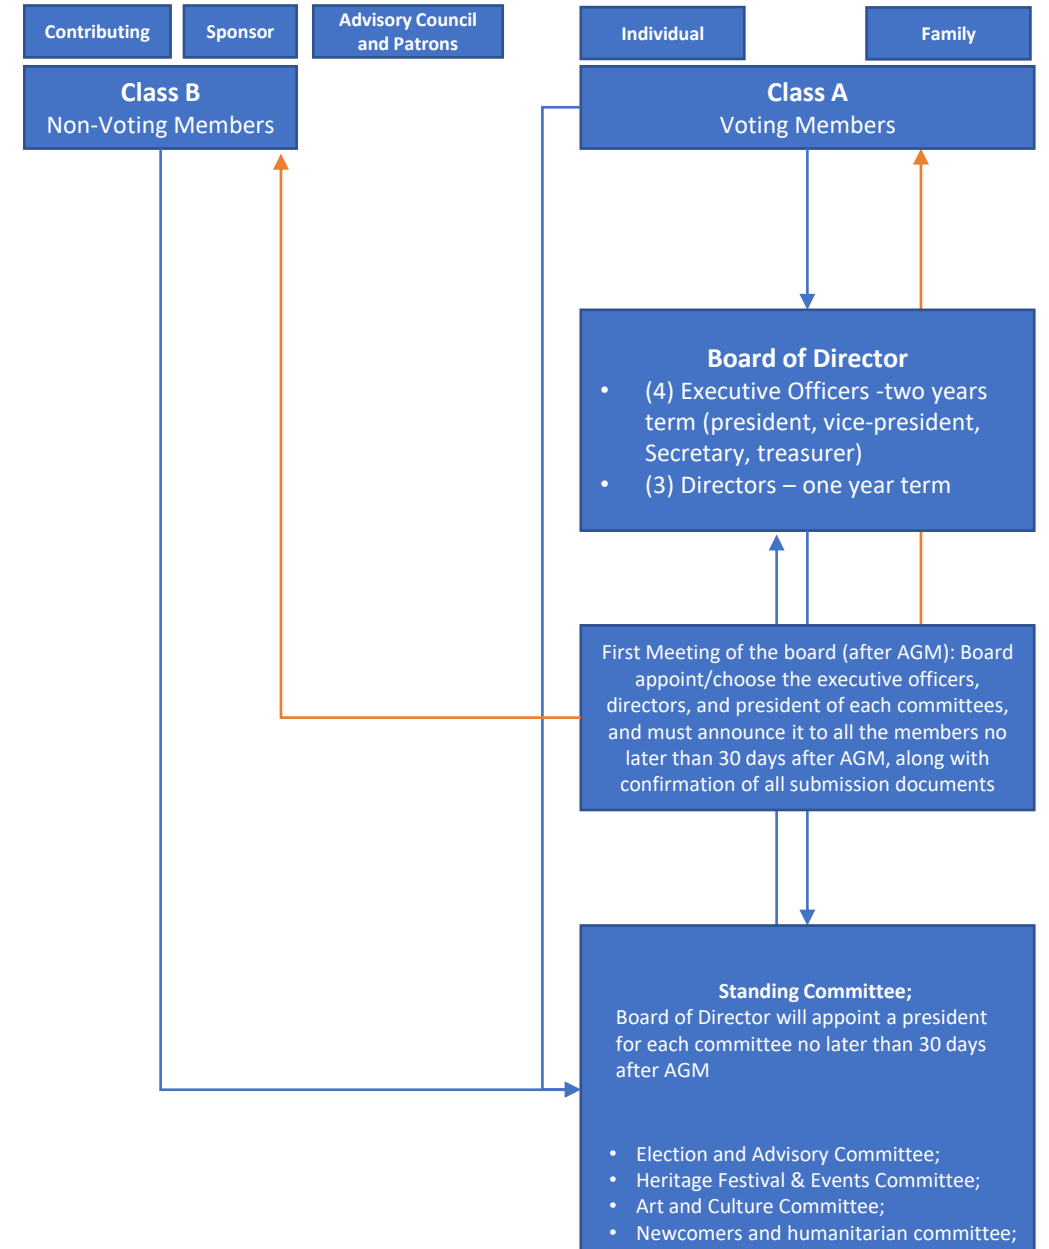 Contributing
Sponsor
Advisory Council
and Patrons
Individual
Family
Class B
Non-Voting Members
Class A
Voting Members
Board of Director
• (4) Executive Officers -two years
term (president, vice-president,
Secretary, treasurer)
• (3) Directors – one year term
First Meeting of the board (after AGM): Board
appoint/choose the executive officers,
directors, and president of each committees,
and must announce it to all the members no
later than 30 days after AGM, along with
confirmation of all submission documents
Standing Committee;
Board of Director will appoint a president
for each committee no later than 30 days
after AGM
• Election and Advisory Committee;
• Heritage Festival & Events Committee;
• Art and Culture Committee;
• Newcomers and humanitarian committee;